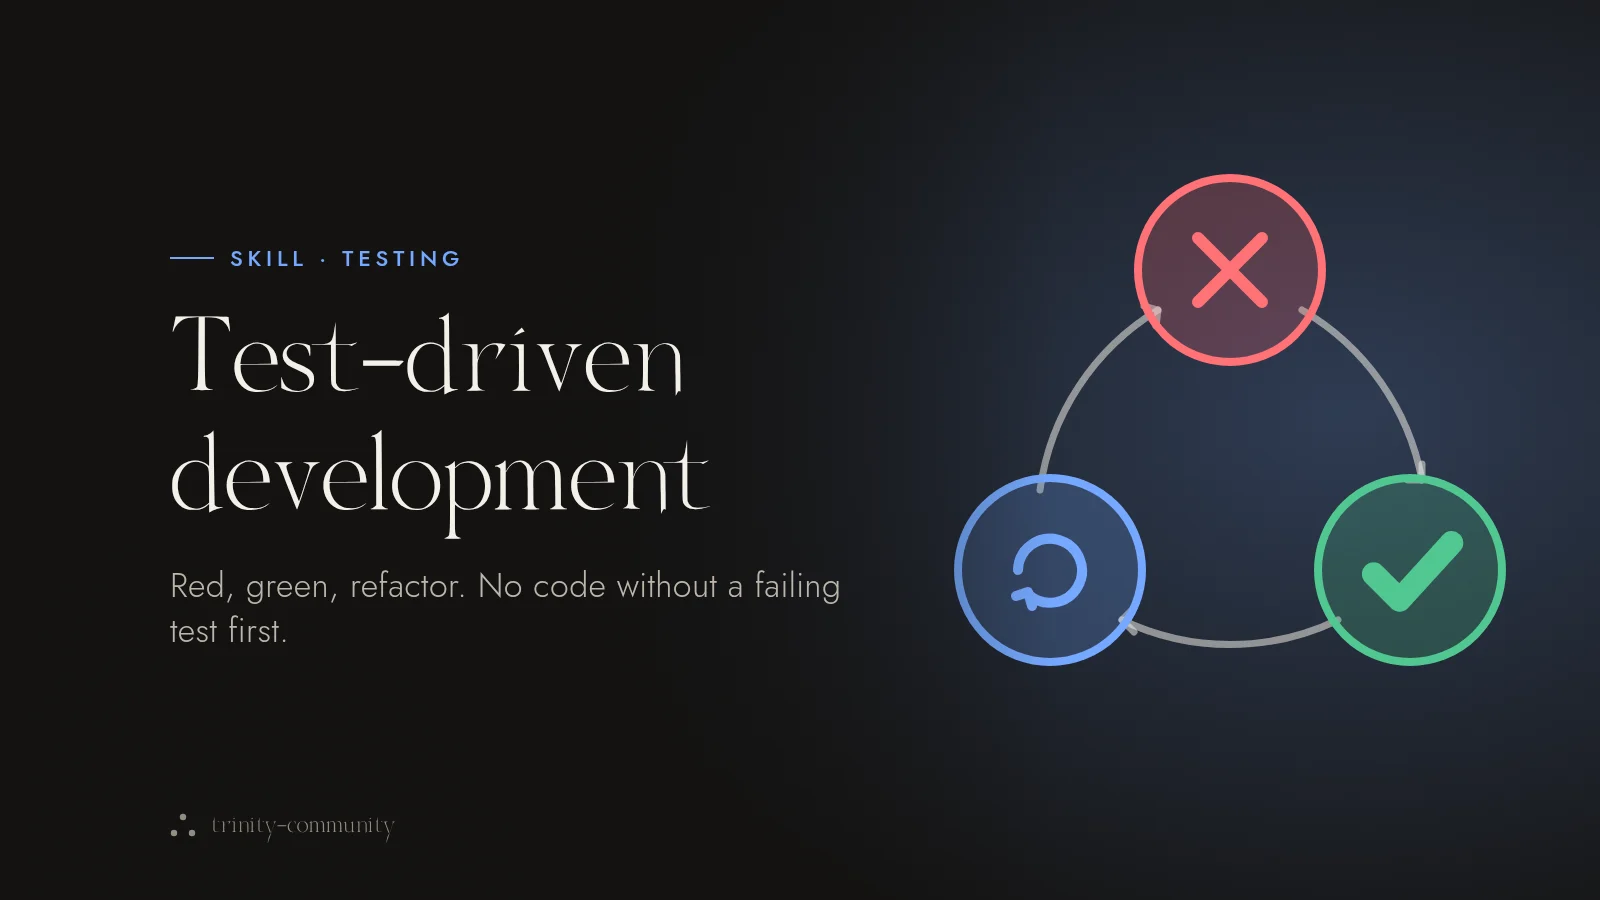 SKILL · TESTING
Test-driven
development
Red, green, refactor. No code without a failing
test first.
trinity-community